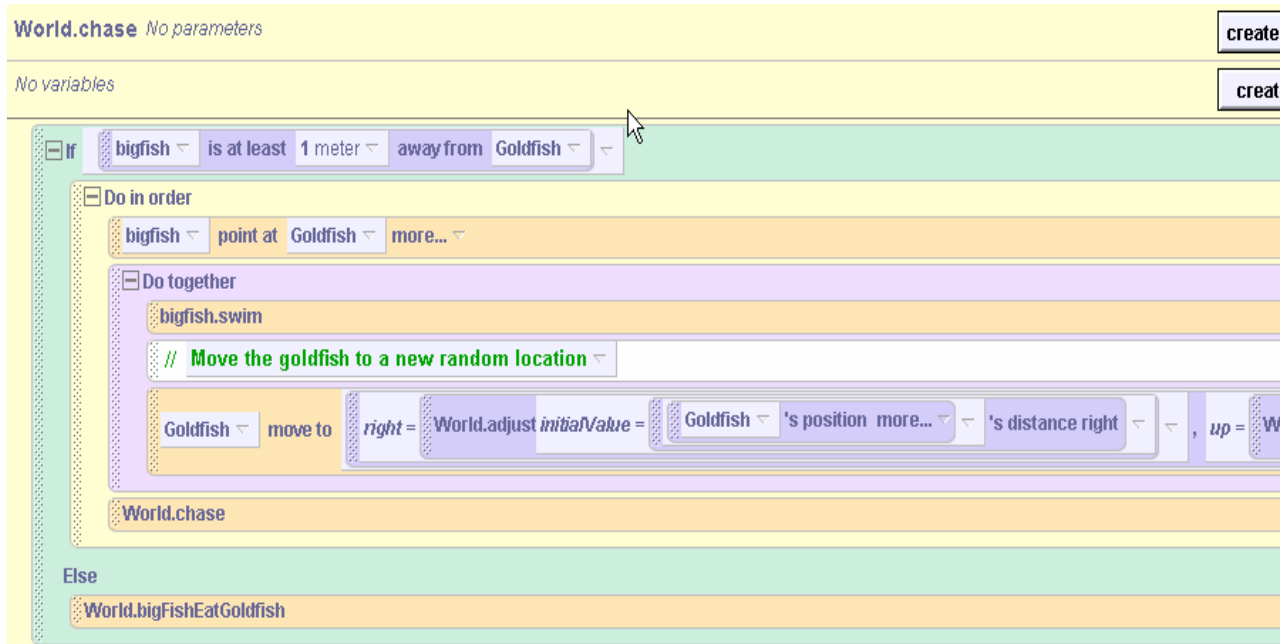 World.chase No parameters
create
No variables
creat
If bigfish is at least 1 meter away from Goldfish
Do in order
bigfish point at Goldfish more...
Do together
bigfish.swim
// Move the goldfish to a new random location
Goldfish move to right = World.adjust initialValue = Goldfish 's position more... 's distance right , up = W
World.chase
Else
World.bigFishEatGoldfish